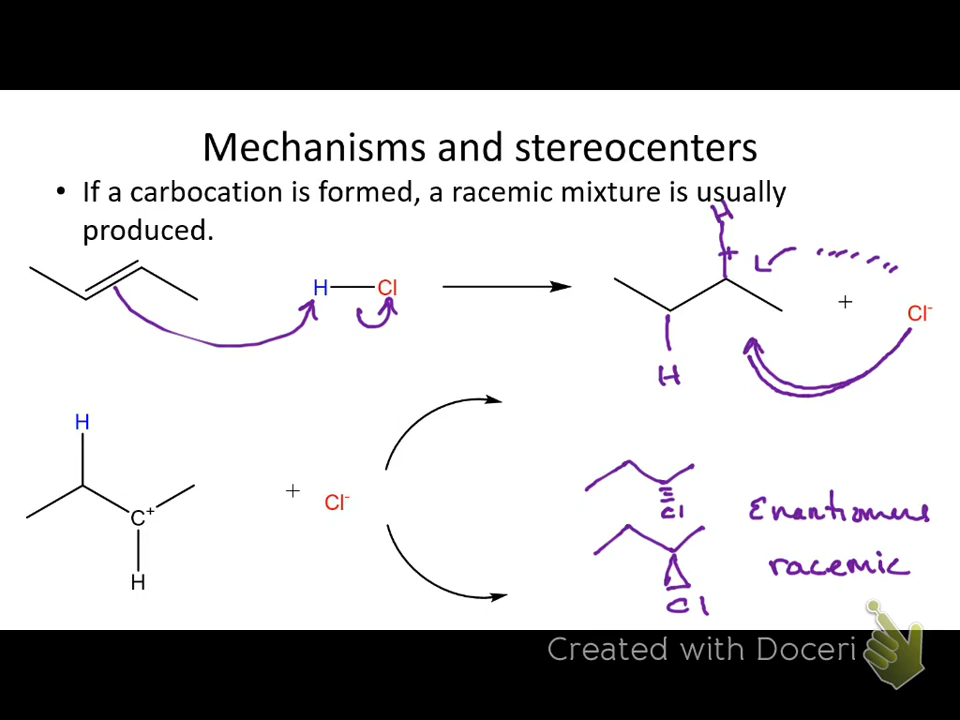 Mechanisms and stereocenters
• If a carbocation is formed, a racemic mixture is usually
produced.
H
H Cl
+
+
Cl-
H
H
C+
H
+
Cl-
Cl
Enantiomers
racemic
Cl
Created with Doceri